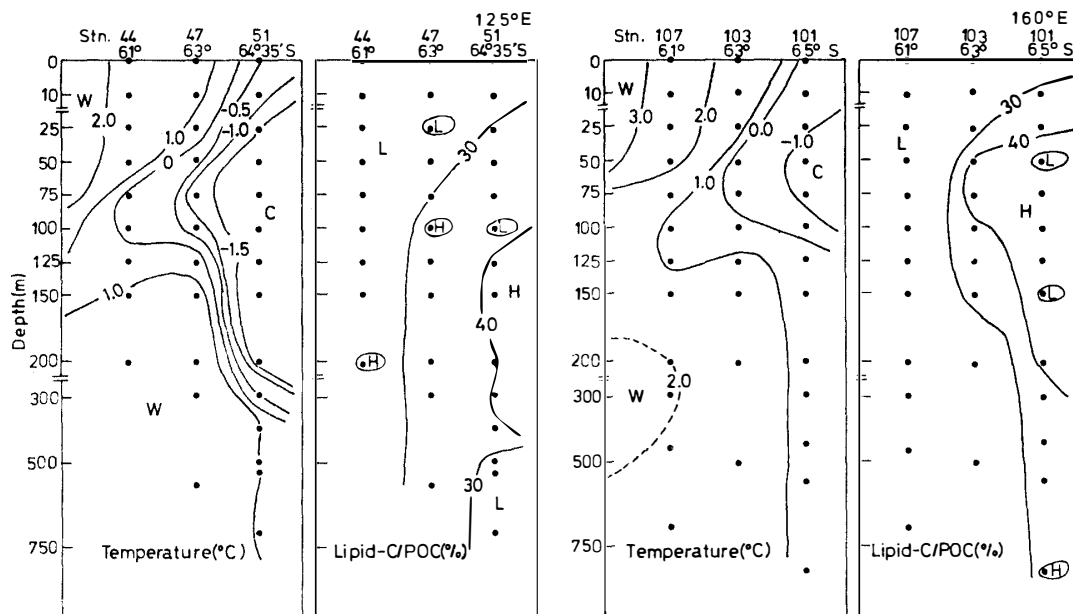 125°E
160°E
Stn. 44 47 51
61° 63° 64°35'
44 47 51
61° 63° 64°35'S
Stn. 107 103 101
61° 63° 65° S
107 103 101
61° 63° 65° S
Depth(m)
0
10
25
50
75
100
125
150
200
300
500
750
W
2.0
1.0
0
-0.5
-1.0
-1.5
C
1.0
W
Temperature(°C)
L
L
30
H
L
H
40
H
30
L
Lipid-C/POC(%)
0
10
25
50
75
100
125
150
200
300
500
750
W
3.0
2.0
0.0
-1.0
1.0
C
2.0
W
Temperature(°C)
30
40
L
L
H
L
H
Lipid-C/POC(%)